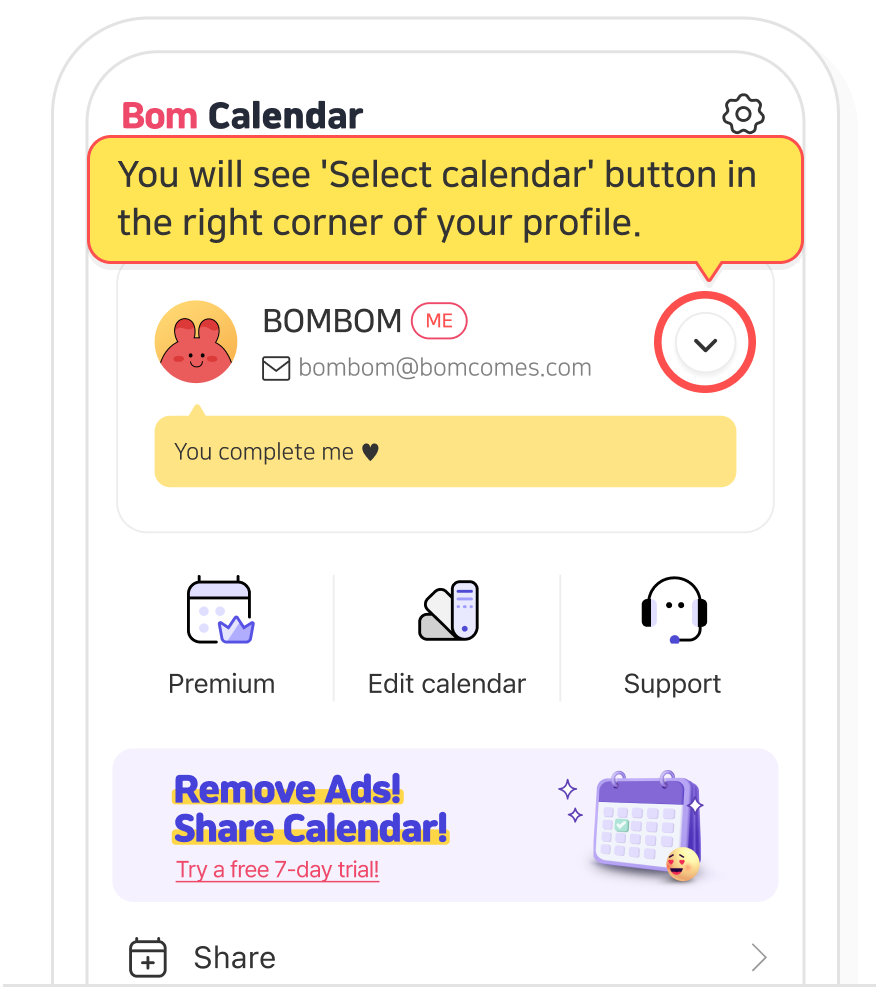 Bom Calendar
You will see 'Select calendar' button in
the right corner of your profile.
BOMBOM ME
bombom@bomcomes.com
You complete me ♥
Premium
Edit calendar
Support
Remove Ads!
Share Calendar!
Try a free 7-day trial!
Share